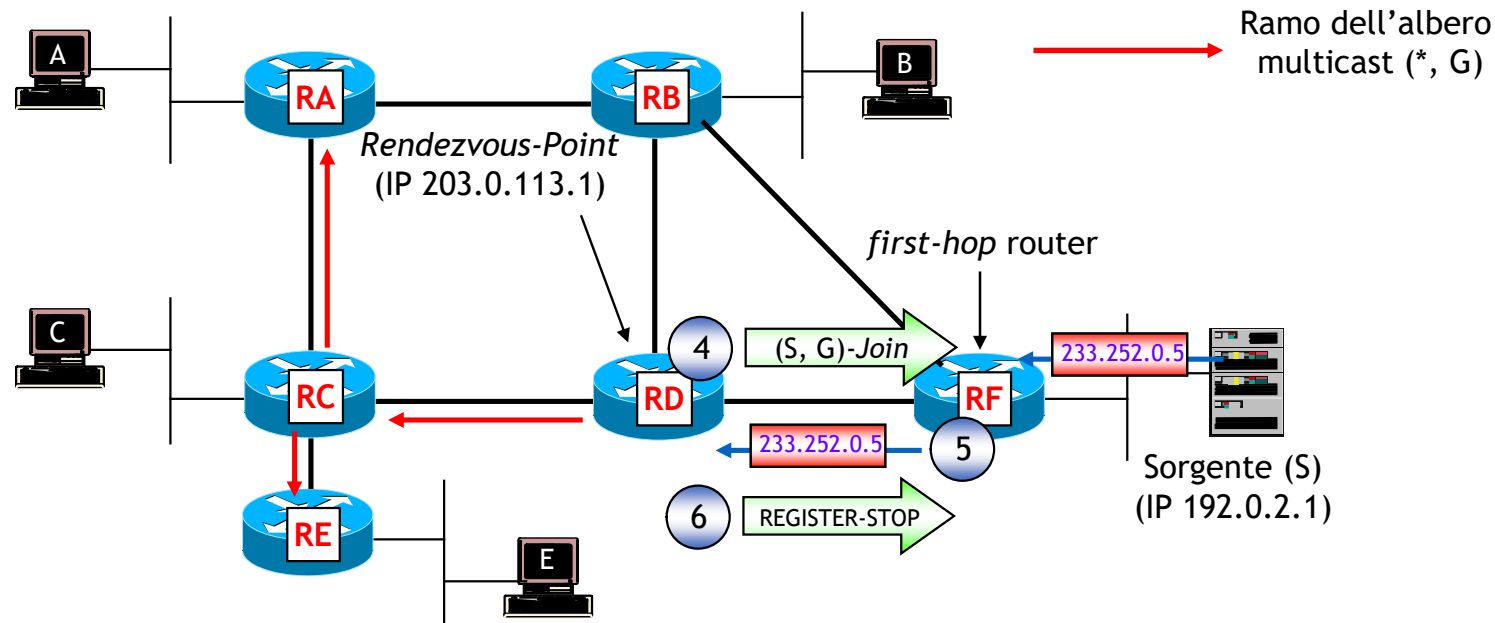 Ramo dell'albero
multicast (*, G)
A
RA
RB
B
Rendezvous-Point
(IP 203.0.113.1)
first-hop router
C
RC
RD
4
(S, G)-Join
RF
233.252.0.5
233.252.0.5
5
Sorgente (S)
(IP 192.0.2.1)
6
REGISTER-STOP
RE
E